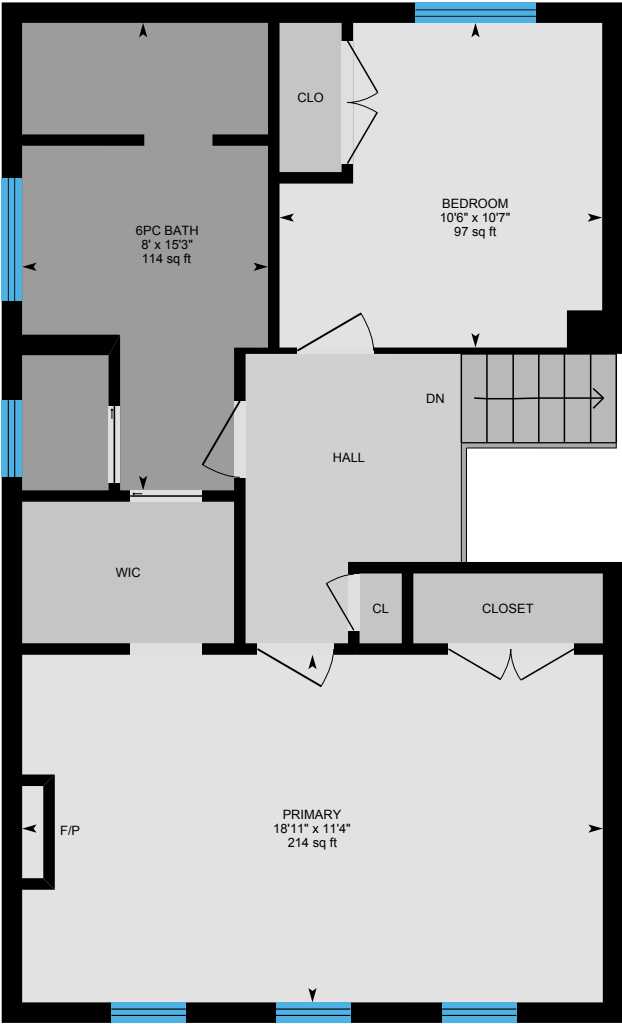 CLO
BEDROOM
10'6" x 10'7"
97 sq ft
6PC BATH
8' x 15'3"
114 sq ft
DN
HALL
WIC
CL
CLOSET
PRIMARY
18'11" x 11'4"
214 sq ft
F/P